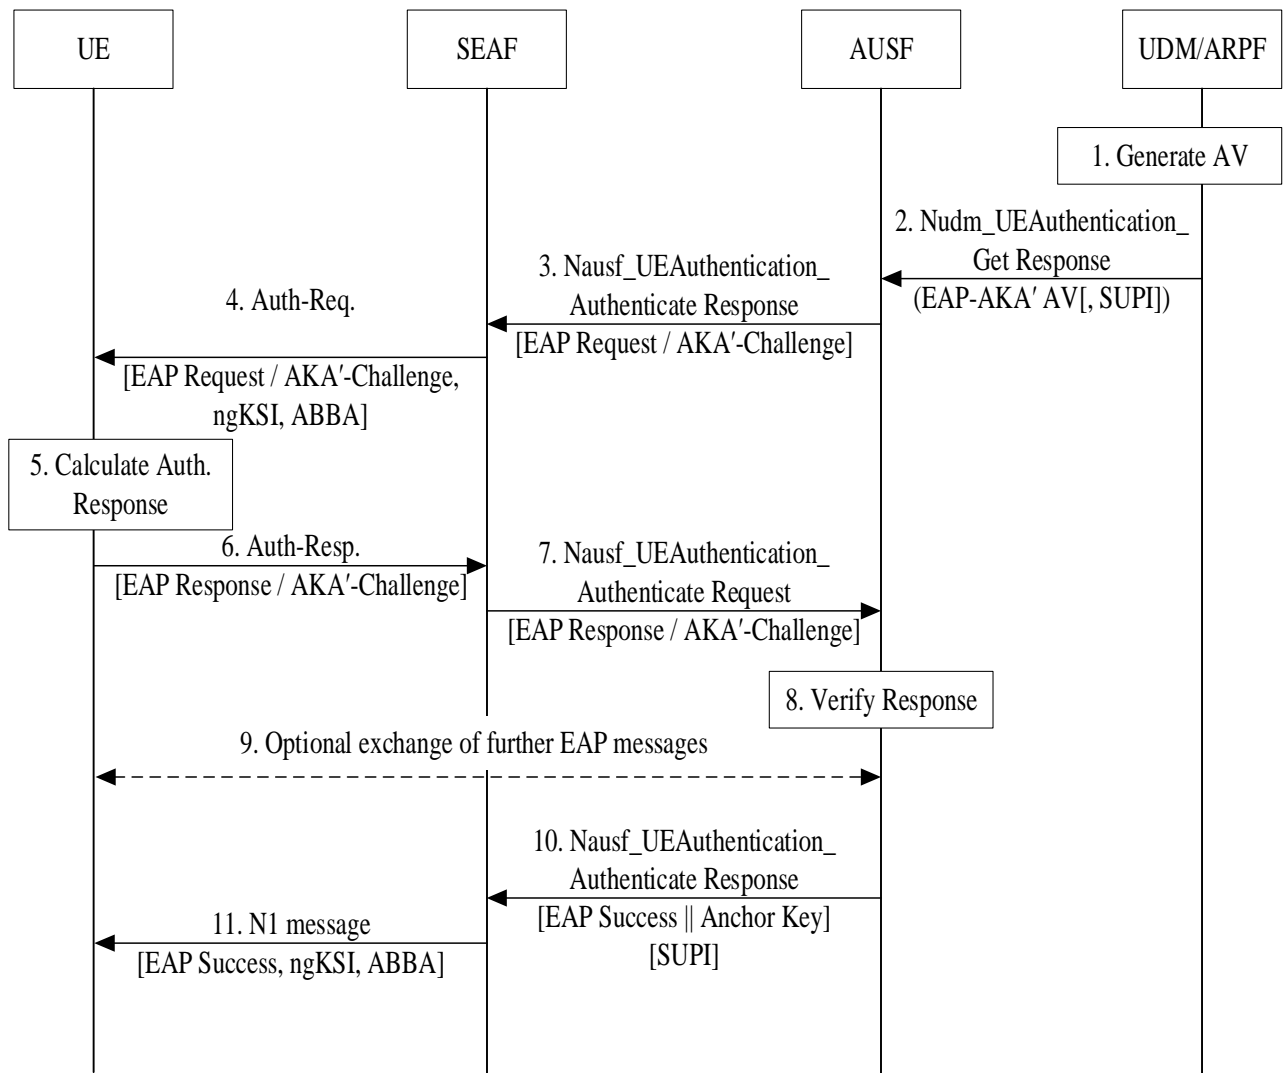 UE
SEAF
AUSF
UDM/ARPF
1. Generate AV
2. Nudm_UEAuthentication_
Get Response
(EAP-AKA′ AV[, SUPI])
3. Nausf_UEAuthentication_
Authenticate Response
[EAP Request / AKA′-Challenge]
4. Auth-Req.
[EAP Request / AKA′-Challenge,
ngKSI, ABBA]
5. Calculate Auth.
Response
6. Auth-Resp.
[EAP Response / AKA′-Challenge]
7. Nausf_UEAuthentication_
Authenticate Request
[EAP Response / AKA′-Challenge]
8. Verify Response
9. Optional exchange of further EAP messages
10. Nausf_UEAuthentication_
Authenticate Response
[EAP Success || Anchor Key]
[SUPI]
11. N1 message
[EAP Success, ngKSI, ABBA]